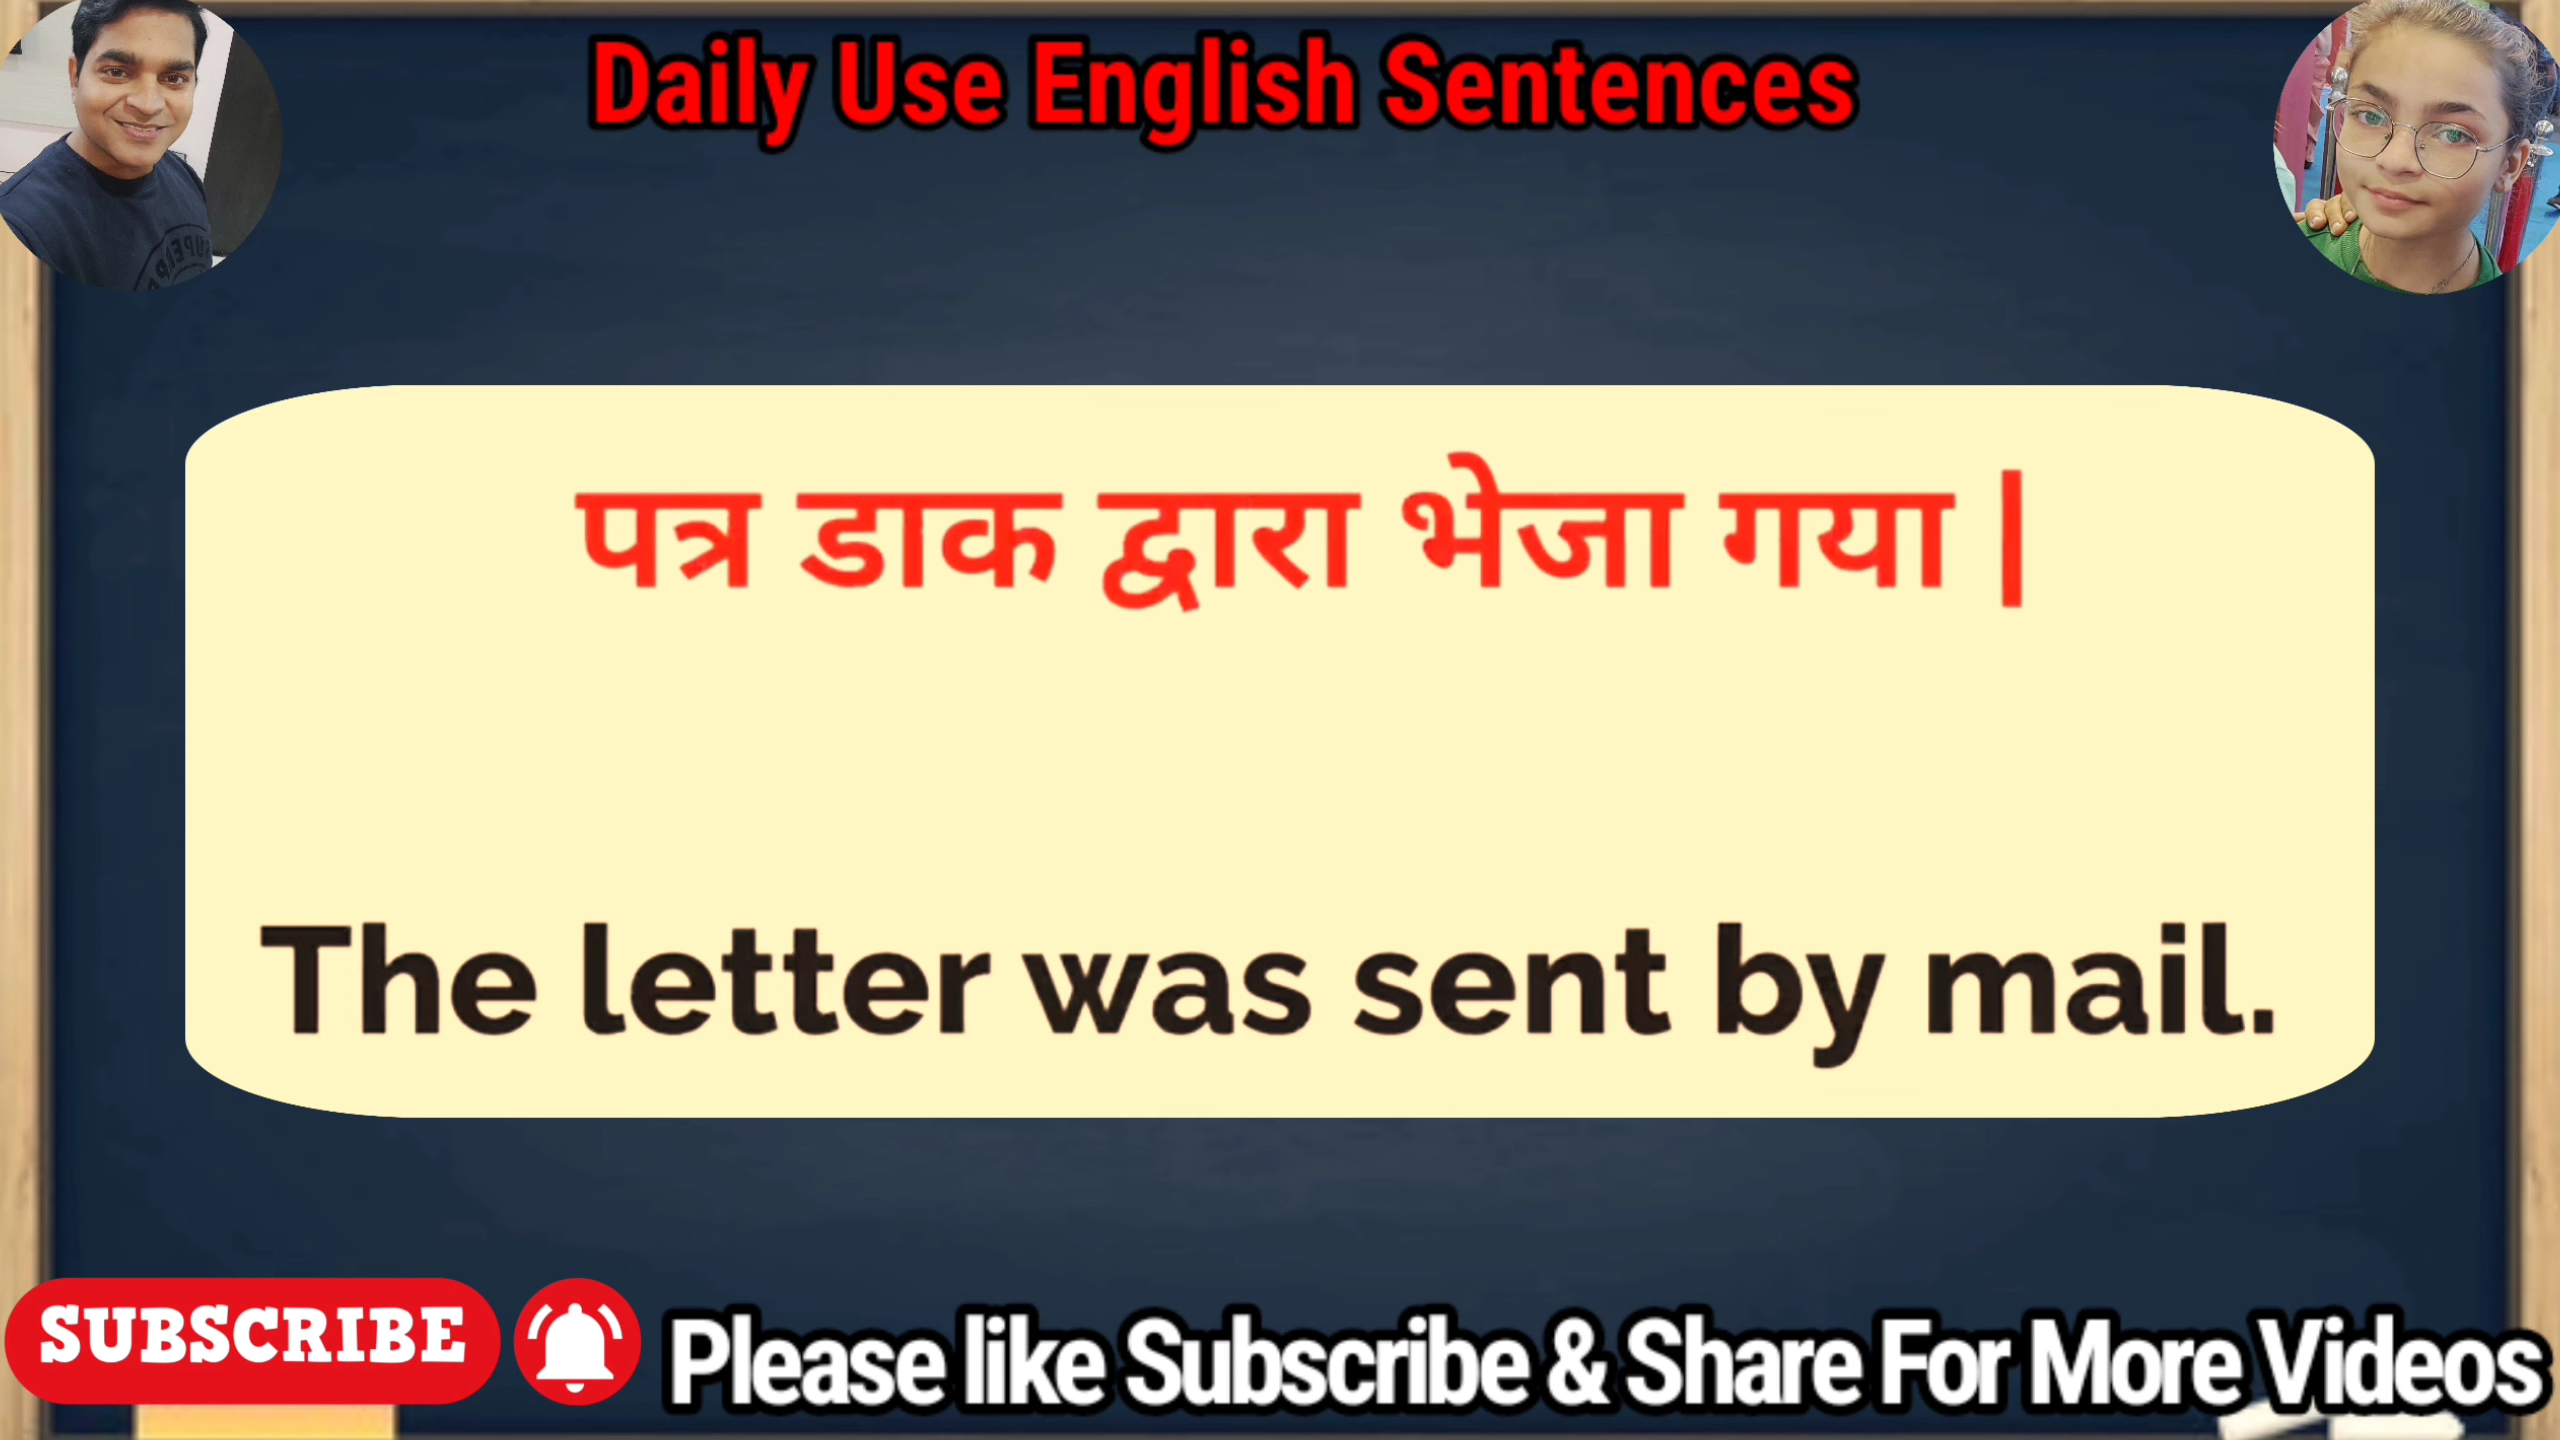 Daily Use English Sentences
पत्र डाक द्वारा भेजा गया |
The letter was sent by mail.
SUBSCRIBE
Please like Subscribe & Share For More Videos